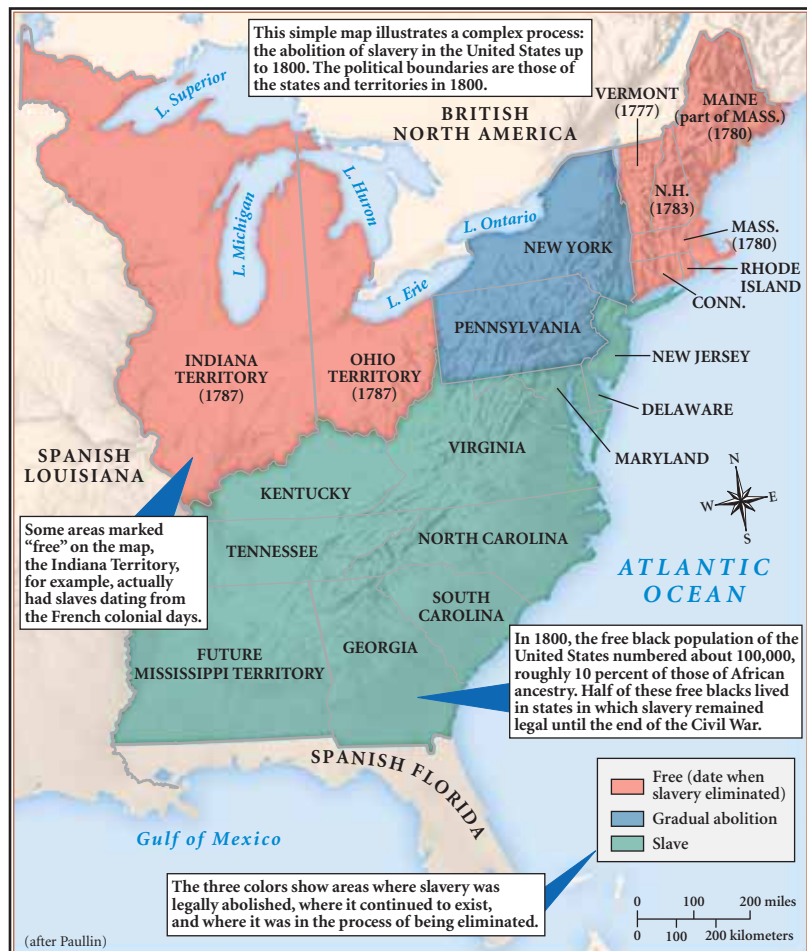 This simple map illustrates a complex process:
the abolition of slavery in the United States up
to 1800. The political boundaries are those of
the states and territories in 1800.
L. Superior
BRITISH
NORTH AMERICA
VERMONT
(1777)
MAINE
(part of MASS.)
(1780)
L. Huron
L. Michigan
N.H.
(1783)
L. Ontario
MASS.
(1780)
NEW YORK
RHODE
ISLAND
CONN.
L. Erie
PENNSYLVANIA
NEW JERSEY
INDIANA
TERRITORY
(1787)
OHIO
TERRITORY
(1787)
DELAWARE
MARYLAND
VIRGINIA
SPANISH
LOUISIANA
KENTUCKY
N
W
E
S
Some areas marked
“free” on the map,
the Indiana Territory,
for example, actually
had slaves dating from
the French colonial days.
TENNESSEE
NORTH CAROLINA
ATLANTIC
OCEAN
SOUTH
CAROLINA
GEORGIA
FUTURE
MISSISSIPPI TERRITORY
In 1800, the free black population of the
United States numbered about 100,000,
roughly 10 percent of those of African
ancestry. Half of these free blacks lived
in states in which slavery remained
legal until the end of the Civil War.
SPANISH FLORIDA
Gulf of Mexico
Free (date when
slavery eliminated)
Gradual abolition
Slave
The three colors show areas where slavery was
legally abolished, where it continued to exist,
and where it was in the process of being eliminated.
0 100 200 miles
0 100 200 kilometers
(after Paullin)